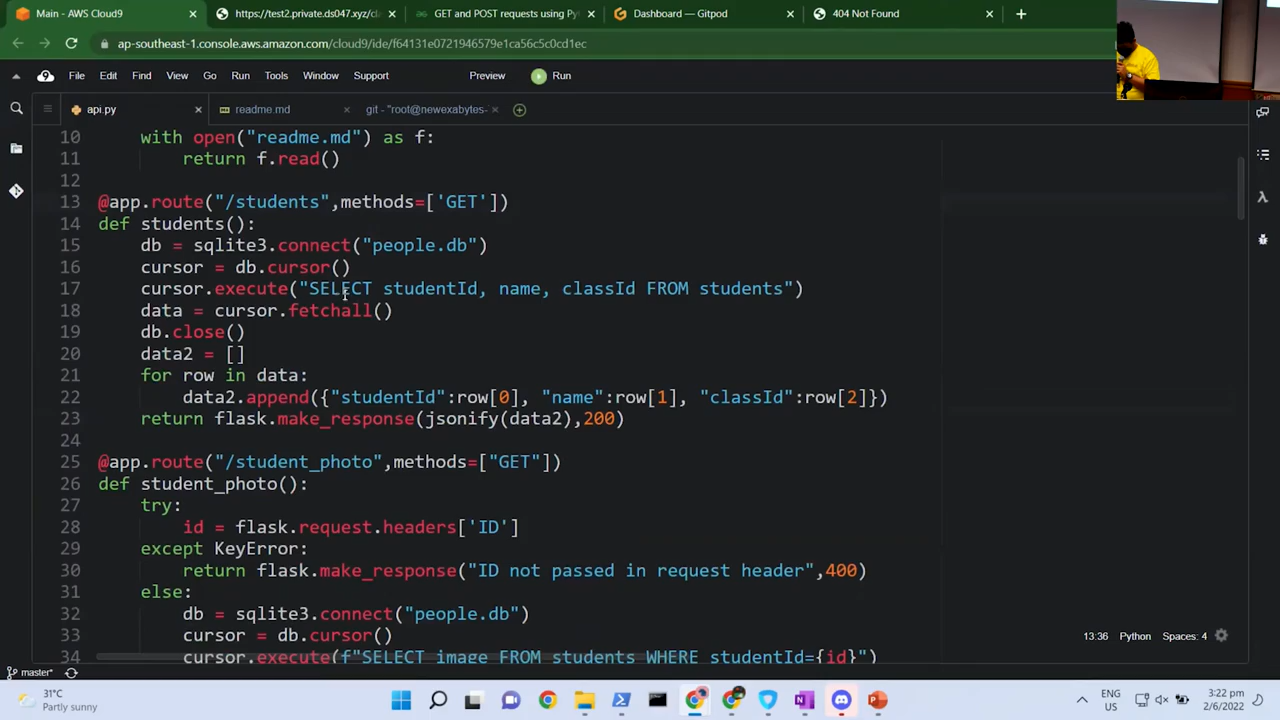 Main - AWS Cloud9
https://test2.private.ds047.xyz/cla
GET and POST requests using Pyt
Dashboard — Gitpod
404 Not Found
ap-southeast-1.console.aws.amazon.com/cloud9/ide/f64131e0721946579e1ca56c5c0cd1ec
File Edit Find View Go Run Tools Window Support Preview Run
api.py readme.md git - "root@newexabytes-
10 with open("readme.md") as f:
11 return f.read()
12
13 @app.route("/students",methods=['GET'])
14 def students():
15 db = sqlite3.connect("people.db")
16 cursor = db.cursor()
17 cursor.execute("SELECT studentId, name, classId FROM students")
18 data = cursor.fetchall()
19 db.close()
20 data2 = []
21 for row in data:
22 data2.append({"studentId":row[0], "name":row[1], "classId":row[2]})
23 return flask.make_response(jsonify(data2),200)
24
25 @app.route("/student_photo",methods=["GET"])
26 def student_photo():
27 try:
28 id = flask.request.headers['ID']
29 except KeyError:
30 return flask.make_response("ID not passed in request header",400)
31 else:
32 db = sqlite3.connect("people.db")
33 cursor = db.cursor()
34 cursor.execute(f"SELECT image FROM students WHERE studentId={id}")
13:36 Python Spaces: 4
master*
31°C
Partly sunny
ENG
US
3:22 pm
2/6/2022